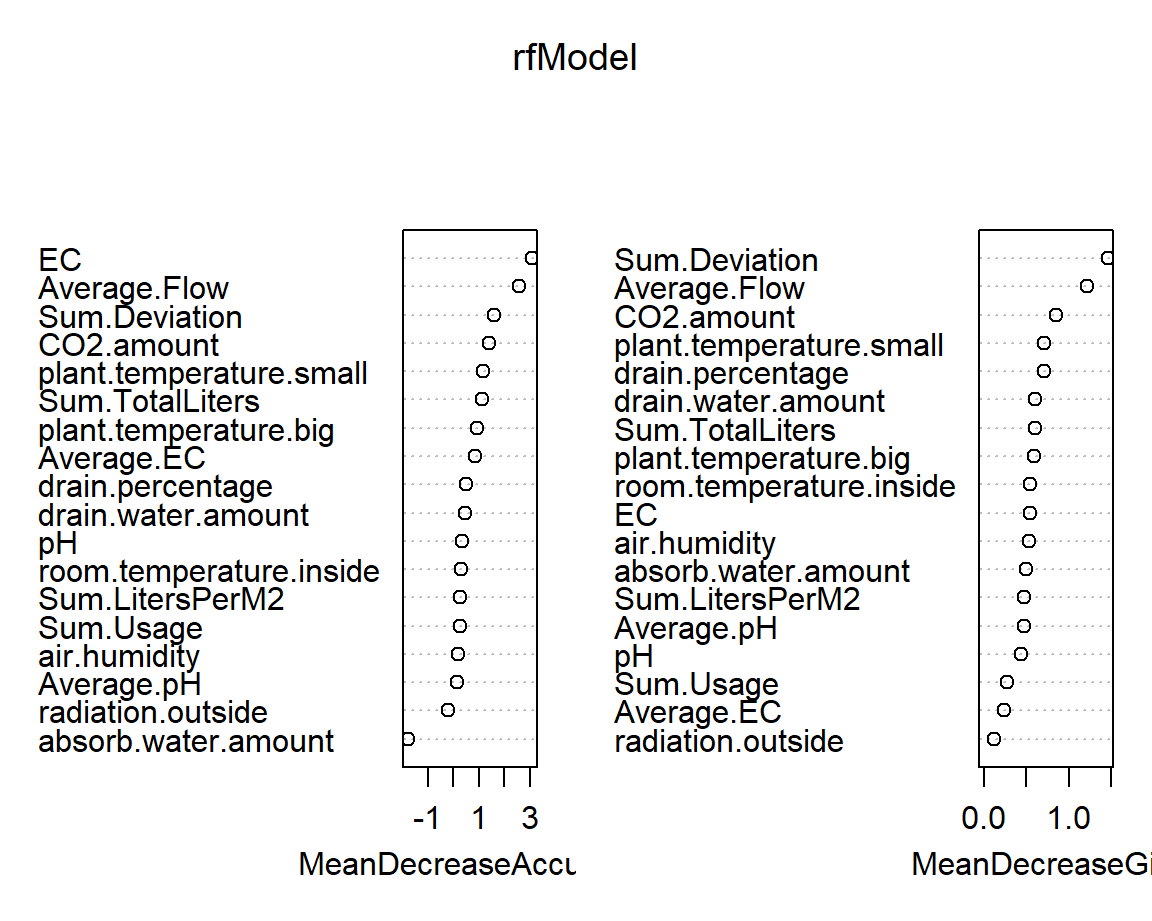 rfModel
EC
Average.Flow
Sum.Deviation
CO2.amount
plant.temperature.small
Sum.TotalLiters
plant.temperature.big
Average.EC
drain.percentage
drain.water.amount
pH
room.temperature.inside
Sum.LitersPerM2
Sum.Usage
air.humidity
Average.pH
radiation.outside
absorb.water.amount
-1 1 3
MeanDecreaseAccu
Sum.Deviation
Average.Flow
CO2.amount
plant.temperature.small
drain.percentage
drain.water.amount
Sum.TotalLiters
plant.temperature.big
room.temperature.inside
EC
air.humidity
absorb.water.amount
Sum.LitersPerM2
Average.pH
pH
Sum.Usage
Average.EC
radiation.outside
0.0 1.0
MeanDecreaseGi